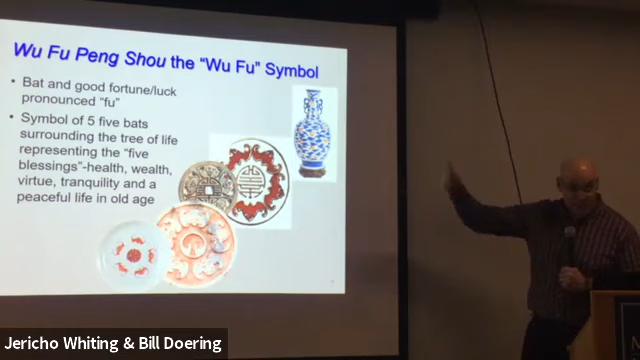 Wu Fu Peng Shou the “Wu Fu” Symbol
• Bat and good fortune/luck
pronounced “fu”
• Symbol of 5 five bats
surrounding the tree of life
representing the “five
blessings”-health, wealth,
virtue, tranquility and a
peaceful life in old age
Jericho Whiting & Bill Doering